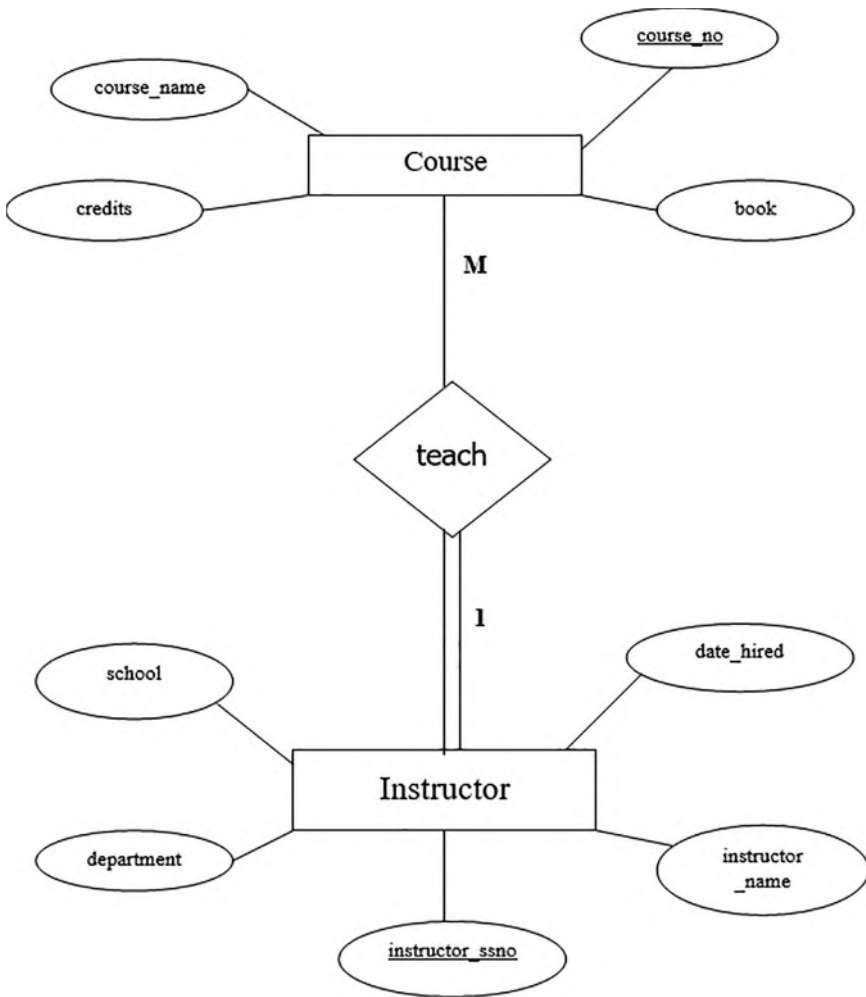 course_no
course_name
Course
credits
book
M
teach
1
date_hired
school
Instructor
department
instructor
_name
instructor_ssno